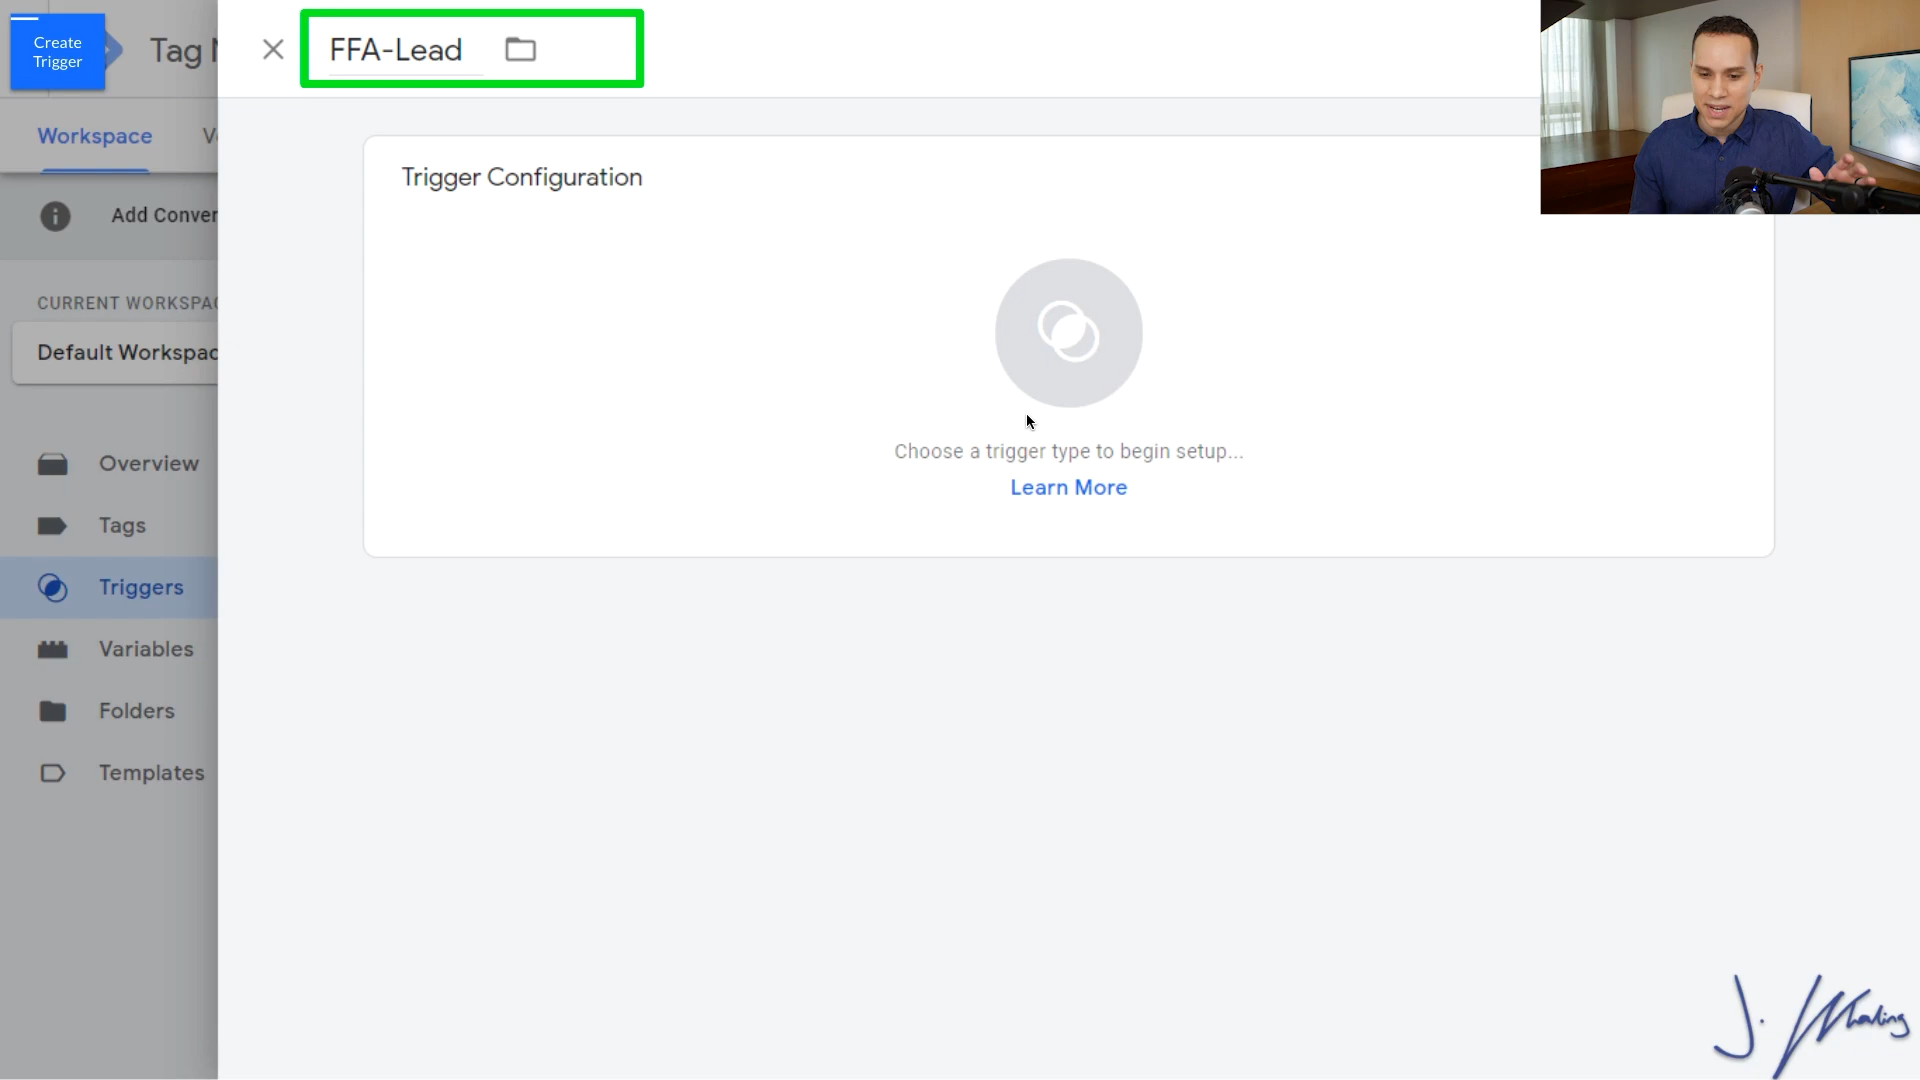 Create
Trigger
Tag
FFA-Lead
Workspace
Trigger Configuration
Add Conver
CURRENT WORKSPAC
Default Workspac
Choose a trigger type to begin setup...
Learn More
Overview
Tags
Triggers
Variables
Folders
Templates